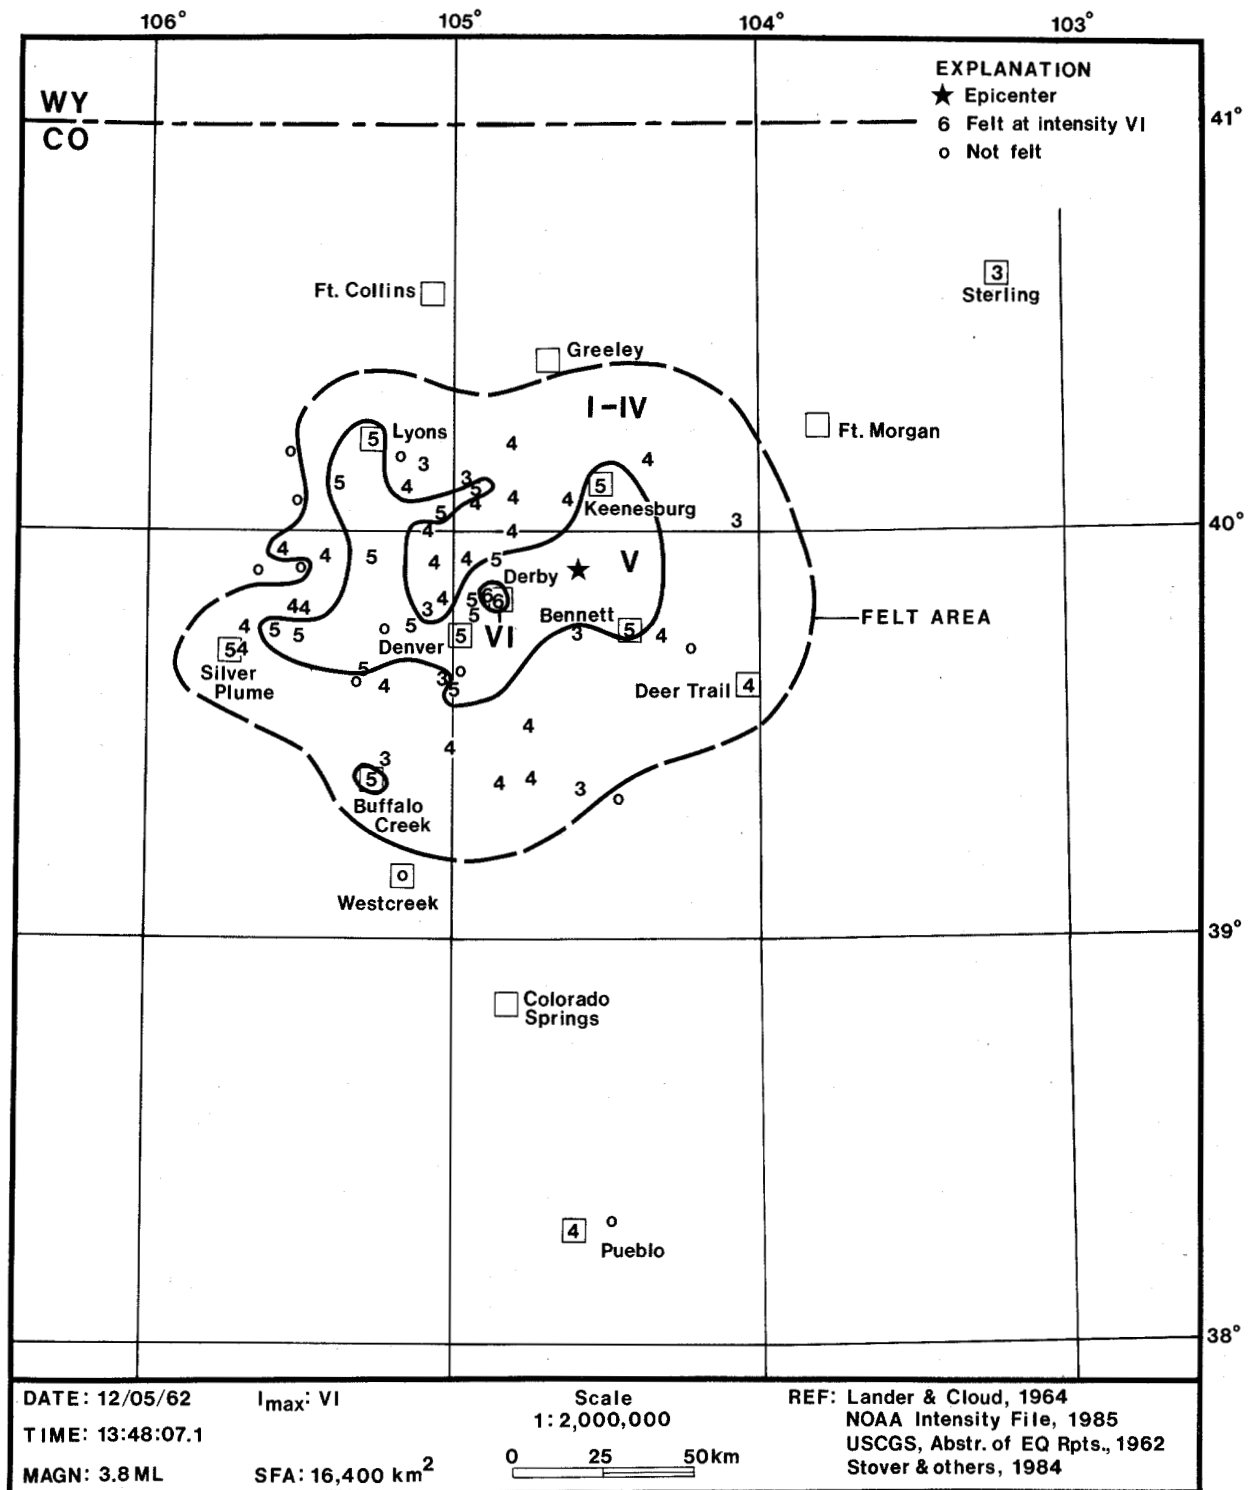 106° 105° 104° 103°
EXPLANATION
★ Epicenter
6 Felt at intensity VI
o Not felt
WY
CO
41°
3
Sterling
Ft. Collins
Greeley
I-IV
Ft. Morgan
5 Lyons
o
o
3
4
4
5
3
5
4
4
5
Keenesburg
o
5
4
4
4
5
4
4
3
40°
4
4
5
4
4
5
V
o
o
Derby
4 4
3
4
5
4
6
6
VI
Bennett
5
3
4
o
FELT AREA
4
5
5
o
5
Denver
5
4
Silver
Plume
5
o
4
o
3
5
Deer Trail 4
4
4
3
5
Buffalo
Creek
4
4
3
o
o
Westcreek
39°
Colorado
Springs
4
o
Pueblo
38°
DATE: 12/05/62
TIME: 13:48:07.1
MAGN: 3.8 ML
Imax: VI
SFA: 16,400 km²
Scale
1:2,000,000
0 25 50 km
REF: Lander & Cloud, 1964
NOAA Intensity File, 1985
USCGS, Abstr. of EQ Rpts., 1962
Stover & others, 1984